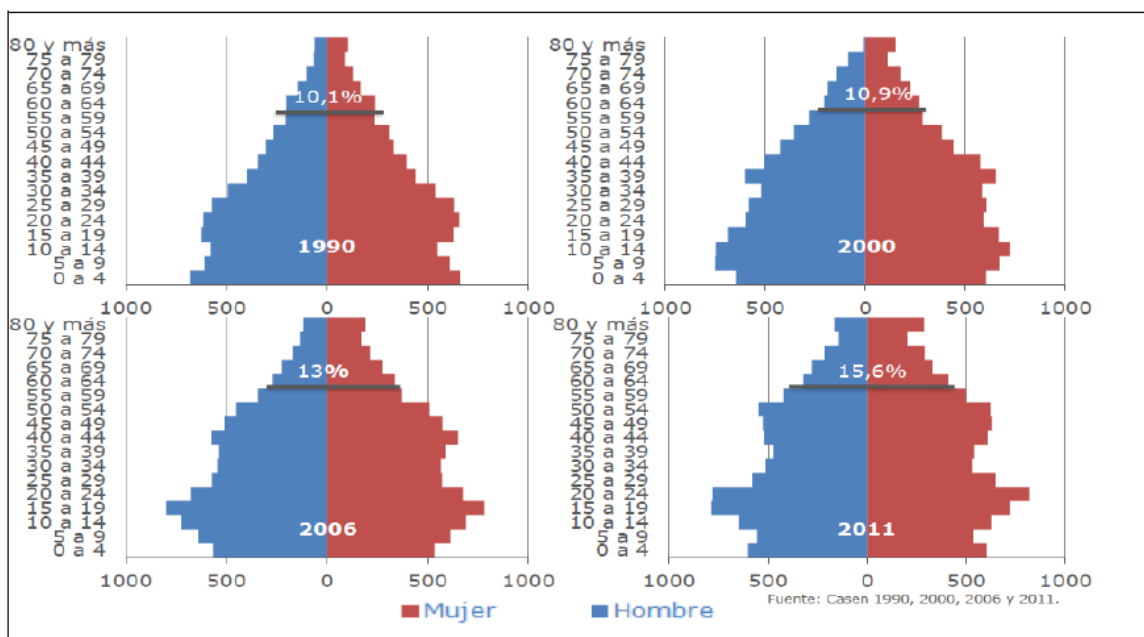 80 y más
75 a 79
70 a 74
65 a 69
60 a 64
55 a 59
50 a 54
45 a 49
40 a 44
35 a 39
30 a 34
25 a 29
20 a 24
15 a 19
10 a 14
5 a 9
0 a 4
10,1%
1990
1000 500 0 500 1000
80 y más
75 a 79
70 a 74
65 a 69
60 a 64
55 a 59
50 a 54
45 a 49
40 a 44
35 a 39
30 a 34
25 a 29
20 a 24
15 a 19
10 a 14
5 a 9
0 a 4
10,9%
2000
1000 500 0 500 1000
80 y más
75 a 79
70 a 74
65 a 69
60 a 64
55 a 59
50 a 54
45 a 49
40 a 44
35 a 39
30 a 34
25 a 29
20 a 24
15 a 19
10 a 14
5 a 9
0 a 4
13%
2006
1000 500 0 500 1000
80 y más
75 a 79
70 a 74
65 a 69
60 a 64
55 a 59
50 a 54
45 a 49
40 a 44
35 a 39
30 a 34
25 a 29
20 a 24
15 a 19
10 a 14
5 a 9
0 a 4
15,6%
2011
1000 500 0 500 1000
Mujer Hombre
Fuente: Casen 1990, 2000, 2006 y 2011.